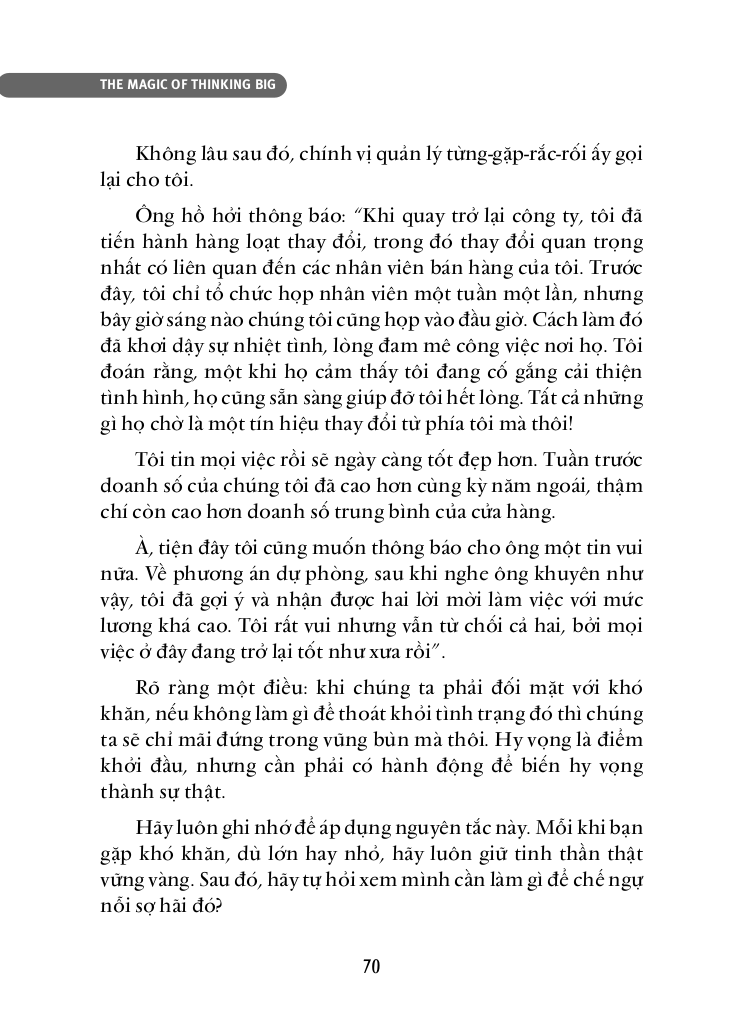 THE MAGIC OF THINKING BIG
Không lâu sau đó, chính vị quản lý từng-gặp-rắc-rối ấy gọi
lại cho tôi.
Ông hồ hởi thông báo: “Khi quay trở lại công ty, tôi đã
tiến hành hàng loạt thay đổi, trong đó thay đổi quan trọng
nhất có liên quan đến các nhân viên bán hàng của tôi. Trước
đây, tôi chỉ tổ chức họp nhân viên một tuần một lần, nhưng
bây giờ sáng nào chúng tôi cũng họp vào đầu giờ. Cách làm đó
đã khơi dậy sự nhiệt tình, lòng đam mê công việc nơi họ. Tôi
đoán rằng, một khi họ cảm thấy tôi đang cố gắng cải thiện
tình hình, họ cũng sẵn sàng giúp đỡ tôi hết lòng. Tất cả những
gì họ chờ là một tín hiệu thay đổi từ phía tôi mà thôi!
Tôi tin mọi việc rồi sẽ ngày càng tốt đẹp hơn. Tuần trước
doanh số của chúng tôi đã cao hơn cùng kỳ năm ngoái, thậm
chí còn cao hơn doanh số trung bình của cửa hàng.
À, tiện đây tôi cũng muốn thông báo cho ông một tin vui
nữa. Về phương án dự phòng, sau khi nghe ông khuyên như
vậy, tôi đã gợi ý và nhận được hai lời mời làm việc với mức
lương khá cao. Tôi rất vui nhưng vẫn từ chối cả hai, bởi mọi
việc ở đây đang trở lại tốt như xưa rồi”.
Rõ ràng một điều: khi chúng ta phải đối mặt với khó
khăn, nếu không làm gì để thoát khỏi tình trạng đó thì chúng
ta sẽ chỉ mãi đứng trong vũng bùn mà thôi. Hy vọng là điểm
khởi đầu, nhưng cần phải có hành động để biến hy vọng
thành sự thật.
Hãy luôn ghi nhớ để áp dụng nguyên tắc này. Mỗi khi bạn
gặp khó khăn, dù lớn hay nhỏ, hãy luôn giữ tinh thần thật
vững vàng. Sau đó, hãy tự hỏi xem mình cần làm gì để chế ngự
nỗi sợ hãi đó?
70